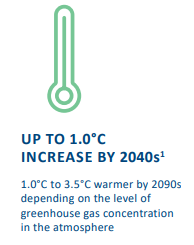 UP TO 1.0°C
INCREASE BY 2040s¹
1.0°C to 3.5°C warmer by 2090s
depending on the level of
greenhouse gas concentration
in the atmosphere